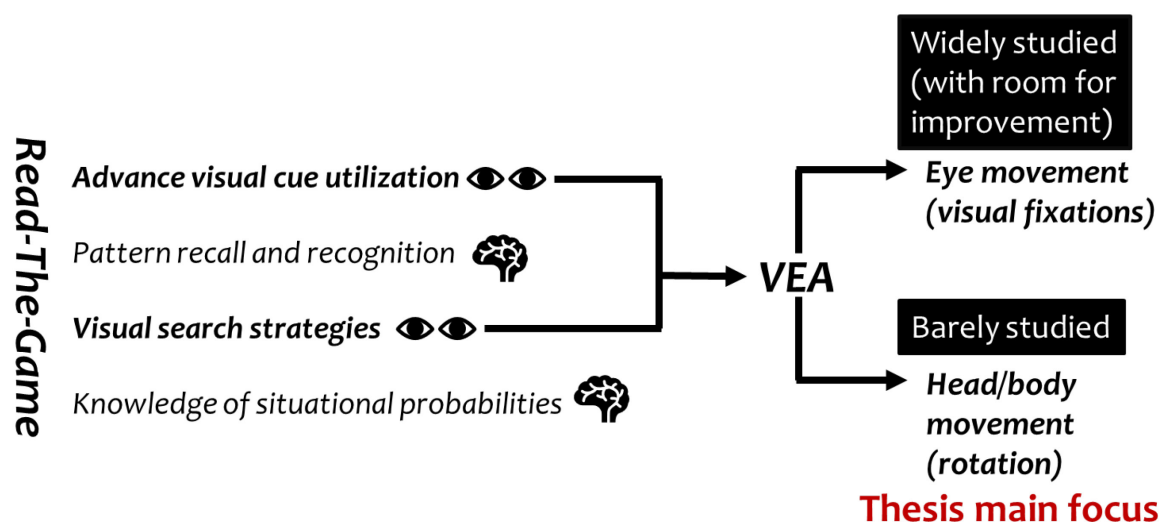 Read-The-Game
Advance visual cue utilization
Pattern recall and recognition
Visual search strategies
Knowledge of situational probabilities
VEA
Widely studied
(with room for
improvement)
Eye movement
(visual fixations)
Barely studied
Head/body
movement
(rotation)
Thesis main focus